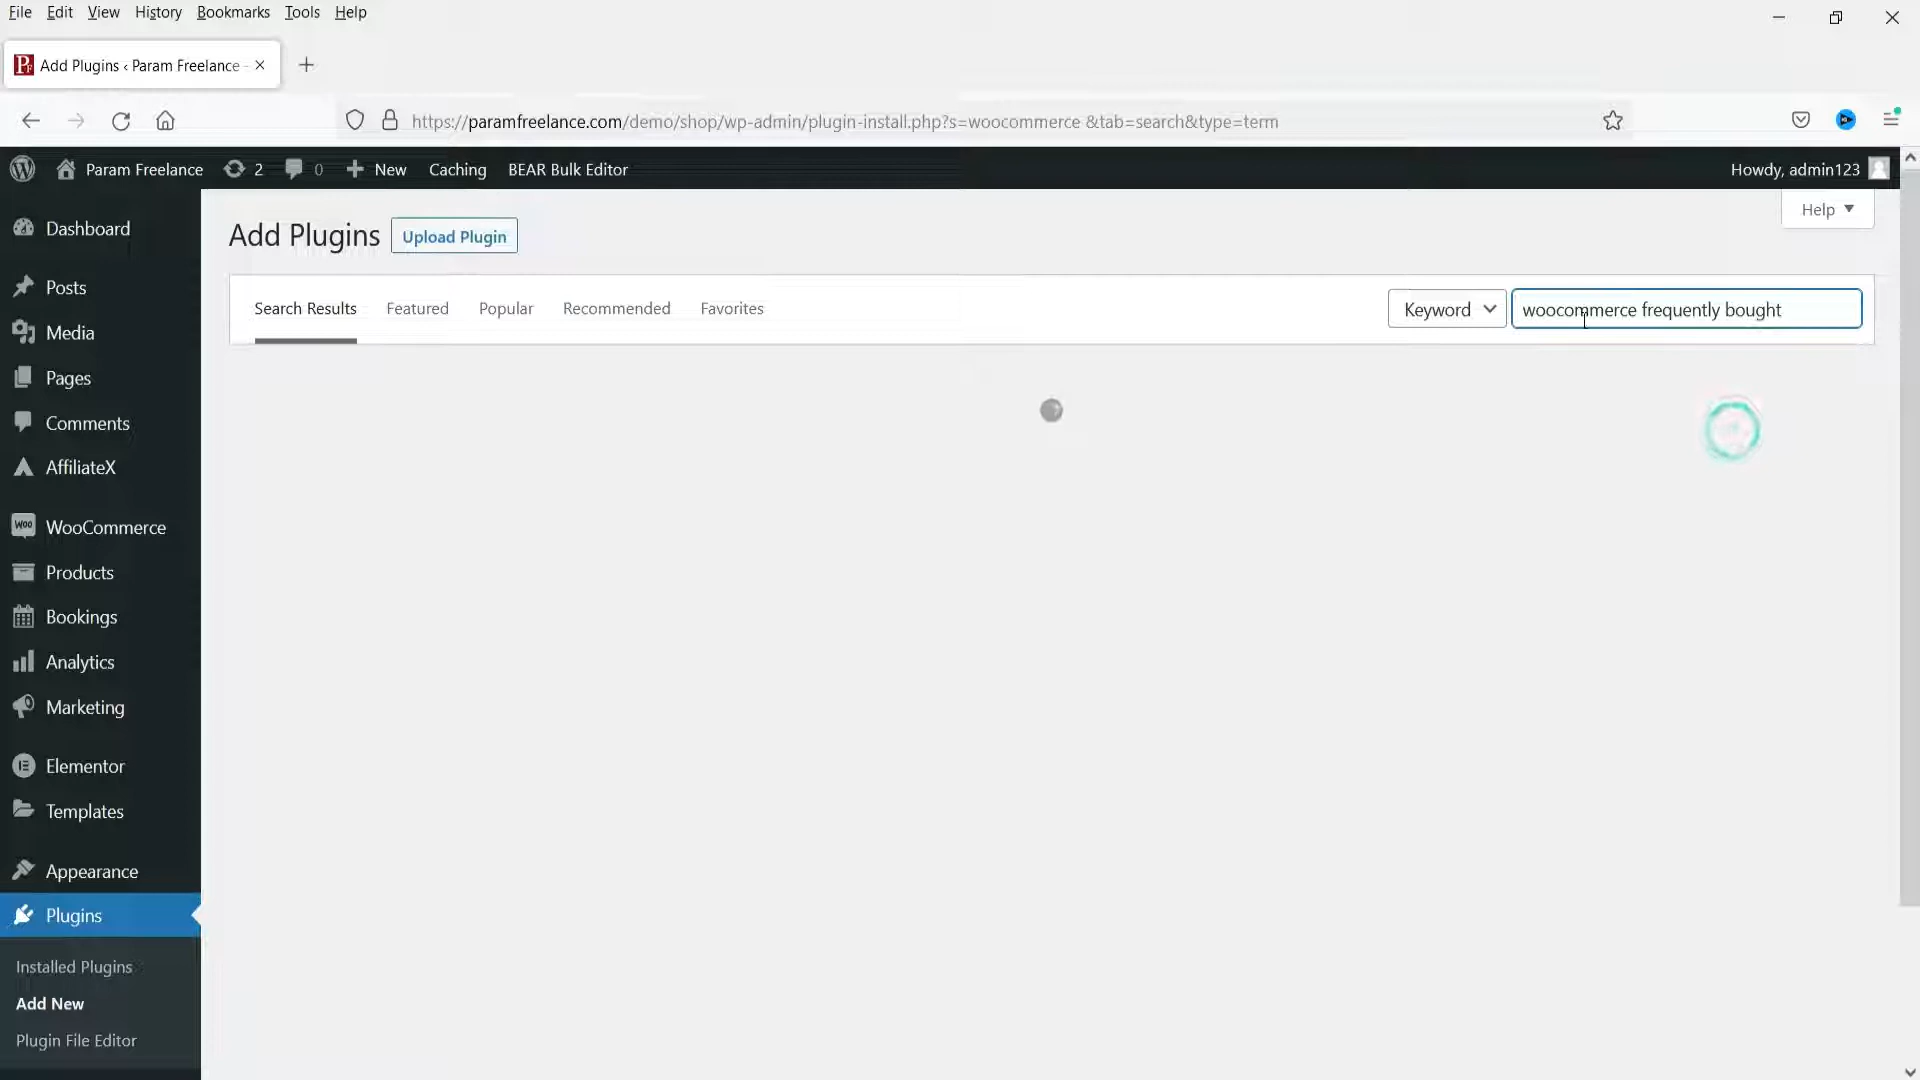 File Edit View History Bookmarks Tools Help
Add Plugins ‹ Param Freelance -
https://paramfreelance.com/demo/shop/wp-admin/plugin-install.php?s=woocommerce &tab=search&type=term
Param Freelance 2 0 New Caching BEAR Bulk Editor Howdy, admin123
Help
Dashboard
Add Plugins Upload Plugin
Posts
Search Results Featured Popular Recommended Favorites Keyword woocommerce frequently bought
Media
Pages
Comments
AffiliateX
Woo WooCommerce
Products
Bookings
Analytics
Marketing
Elementor
Templates
Appearance
Plugins
Installed Plugins
Add New
Plugin File Editor